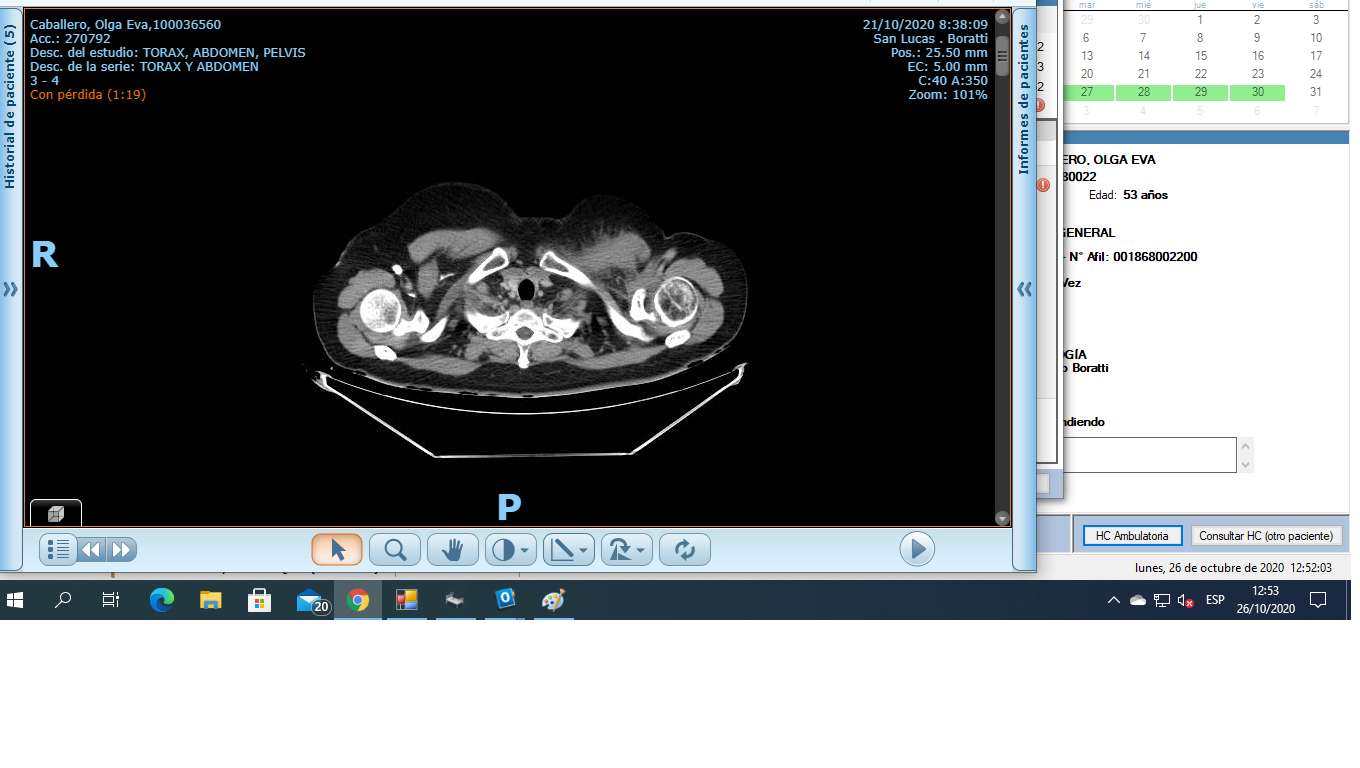 Caballero, Olga Eva,100036560
Acc.: 270792
Desc. del estudio: TORAX, ABDOMEN, PELVIS
Desc. de la serie: TORAX Y ABDOMEN
3 - 4
Con pérdida (1:19)
21/10/2020 8:38:09
San Lucas . Boratti
Pos.: 25.50 mm
EC: 5.00 mm
C:40 A:350
Zoom: 101%
Historial de paciente (5)
Informes de pacientes
R
P
2
3
2
mar mié jue vie sáb
29 30 1 2 3
6 7 8 9 10
13 14 15 16 17
20 21 22 23 24
27 28 29 30 31
3 4 5 6 7
ERO, OLGA EVA
80022
Edad: 53 años
GENERAL
- N° Afil: 001868002200
Vez
OGÍA
o Boratti
ndiendo
HC Ambulatoria
Consultar HC (otro paciente)
lunes, 26 de octubre de 2020 12:52:03
20
ESP
12:53
26/10/2020